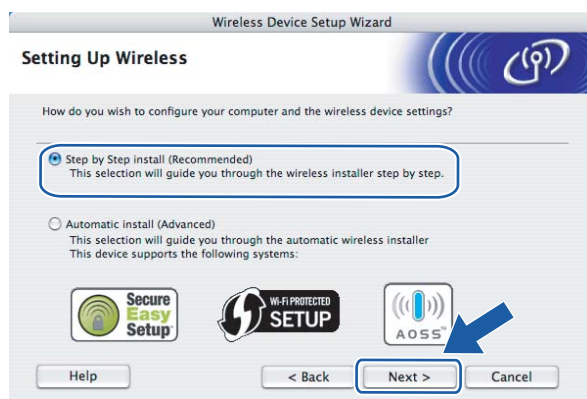 Wireless Device Setup Wizard
Setting Up Wireless
How do you wish to configure your computer and the wireless device settings?
Step by Step install (Recommended)
This selection will guide you through the wireless installer step by step.
Automatic install (Advanced)
This selection will guide you through the automatic wireless installer
This device supports the following systems:
Secure
Easy
Setup
Wi-Fi PROTECTED
SETUP
AOSS™
Help
< Back
Next >
Cancel